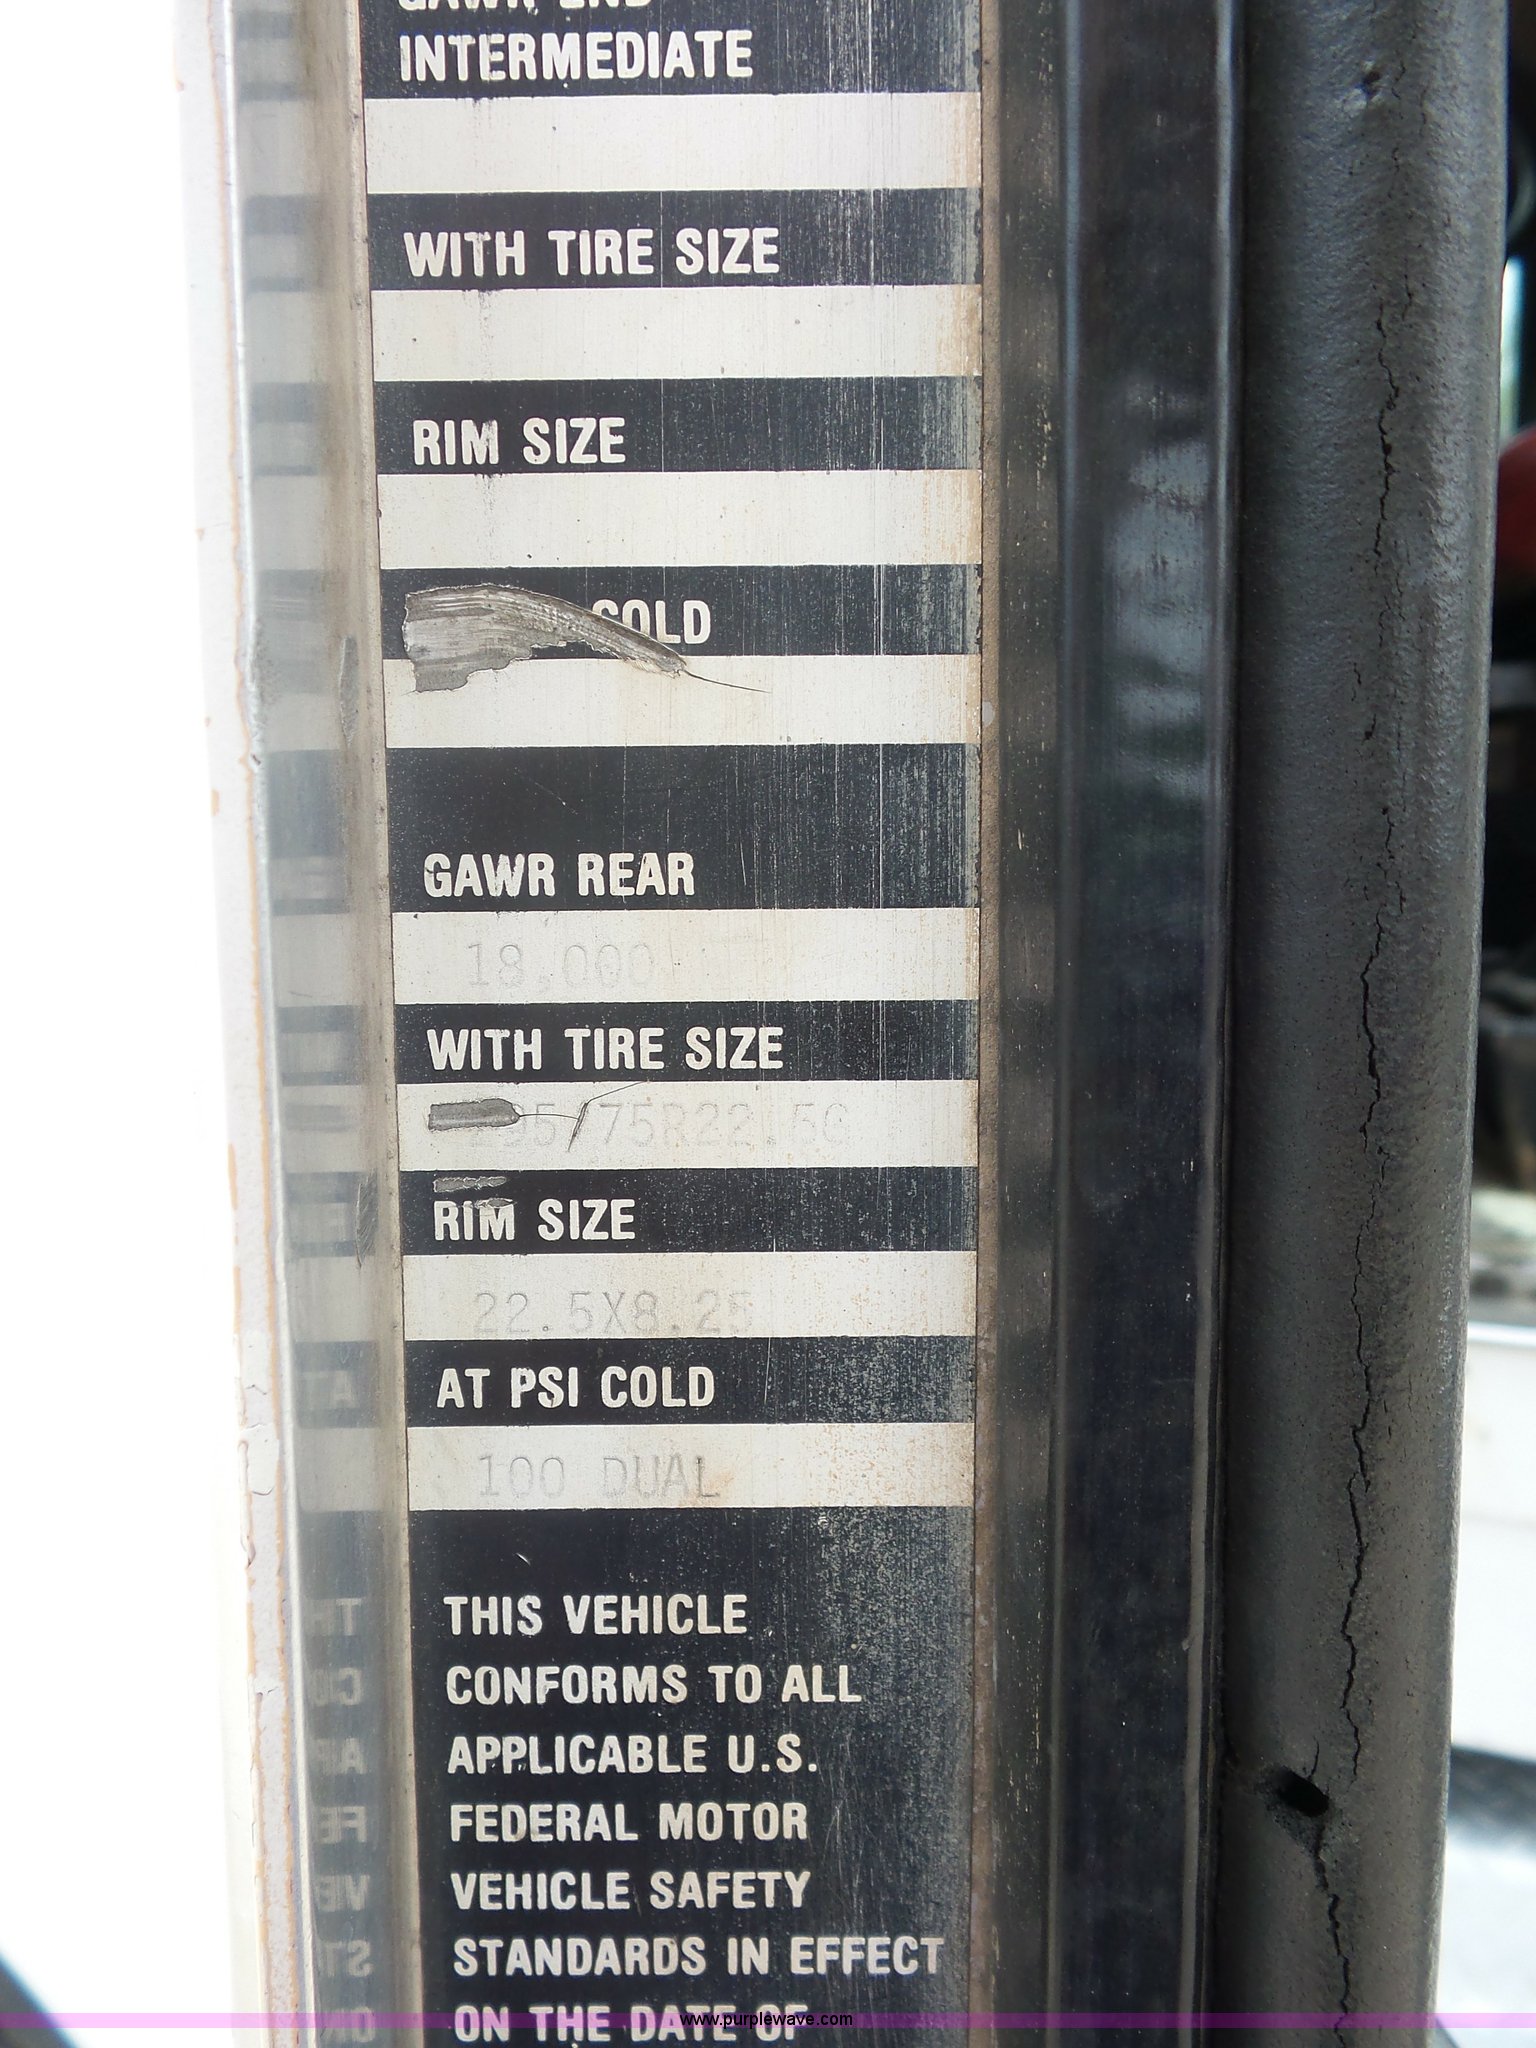 GAWR 2ND
INTERMEDIATE
WITH TIRE SIZE
RIM SIZE
COLD
GAWR REAR
18,000
WITH TIRE SIZE
RIM SIZE
22.5X8.25
AT PSI COLD
100 DUAL
THIS VEHICLE
CONFORMS TO ALL
APPLICABLE U.S.
FEDERAL MOTOR
VEHICLE SAFETY
STANDARDS IN EFFECT
ON THE DATE OF
www.purplewave.com